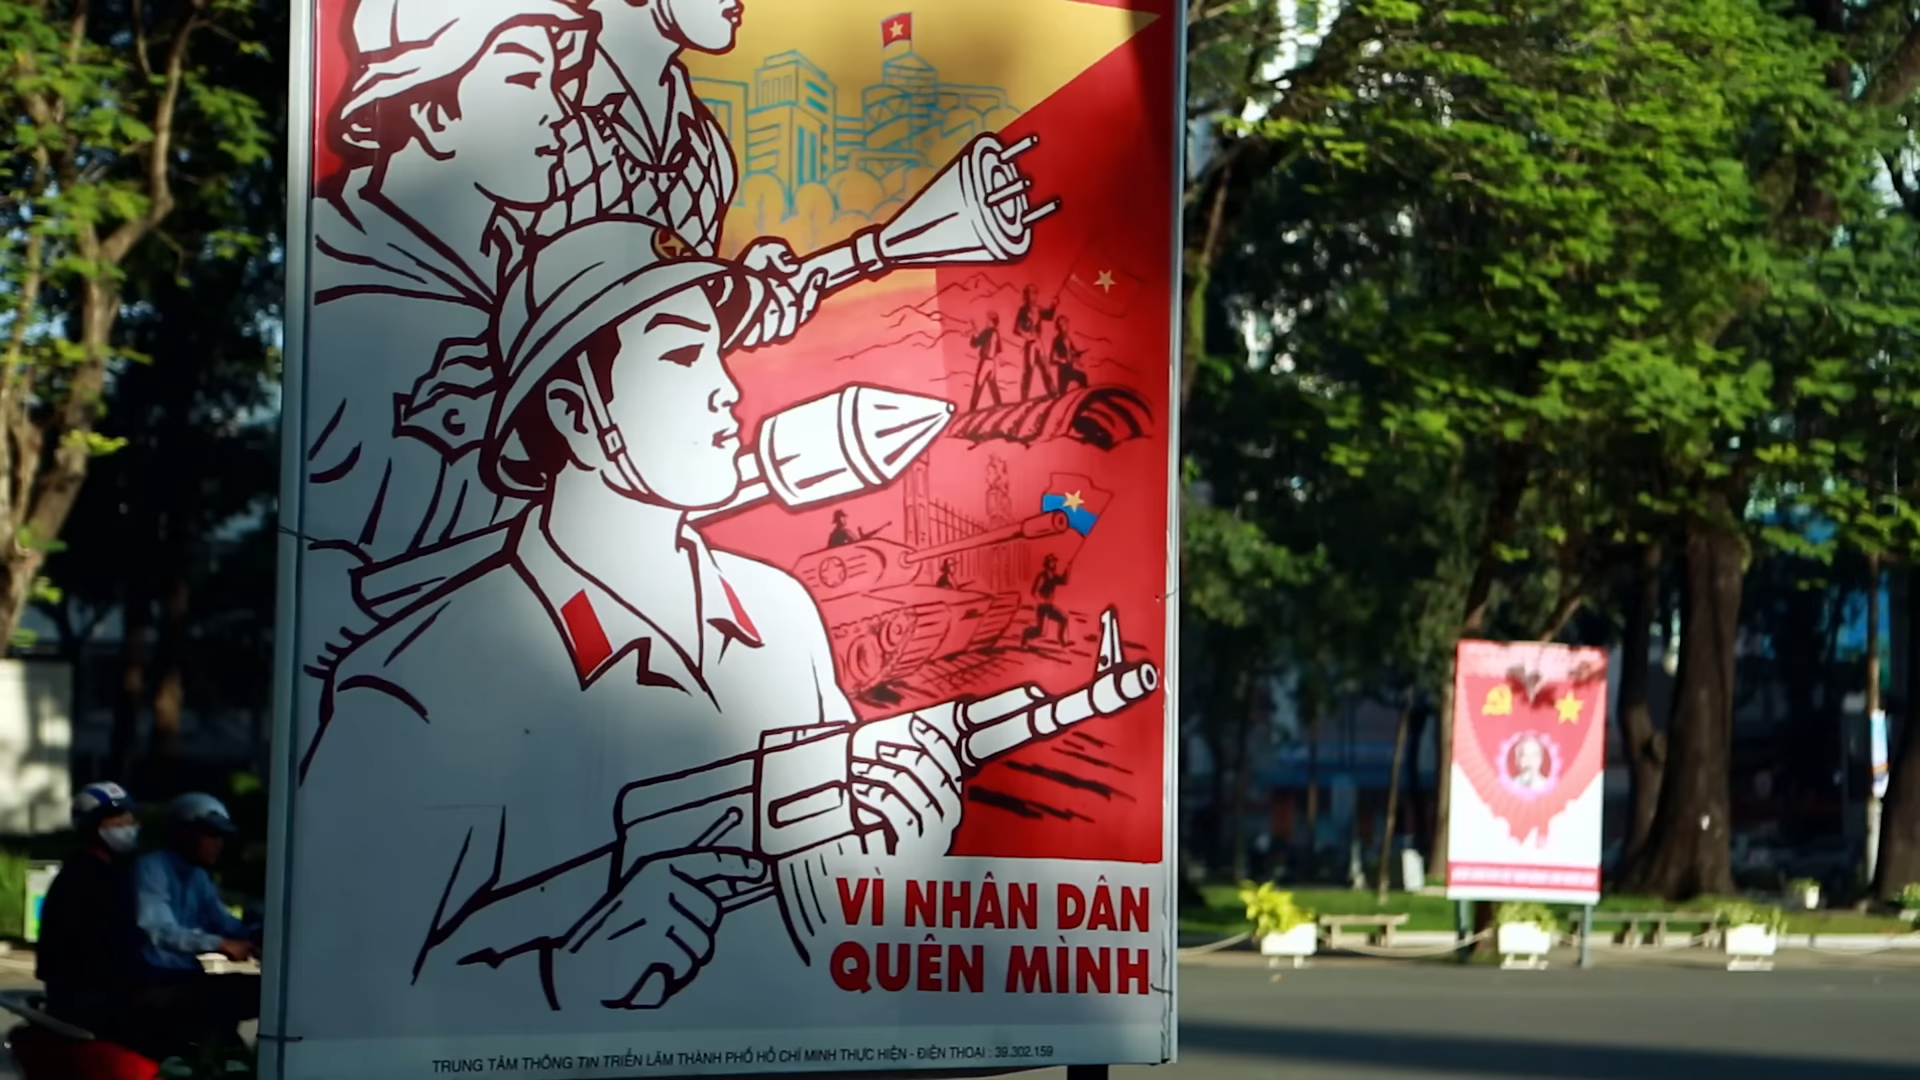 VÌ NHÂN DÂN
QUÊN MÌNH
TRUNG TÂM THÔNG TIN TRIỂN LÃM THÀNH PHỐ HỒ CHÍ MINH THỰC HIỆN - ĐIỆN THOẠI : 39.302.159